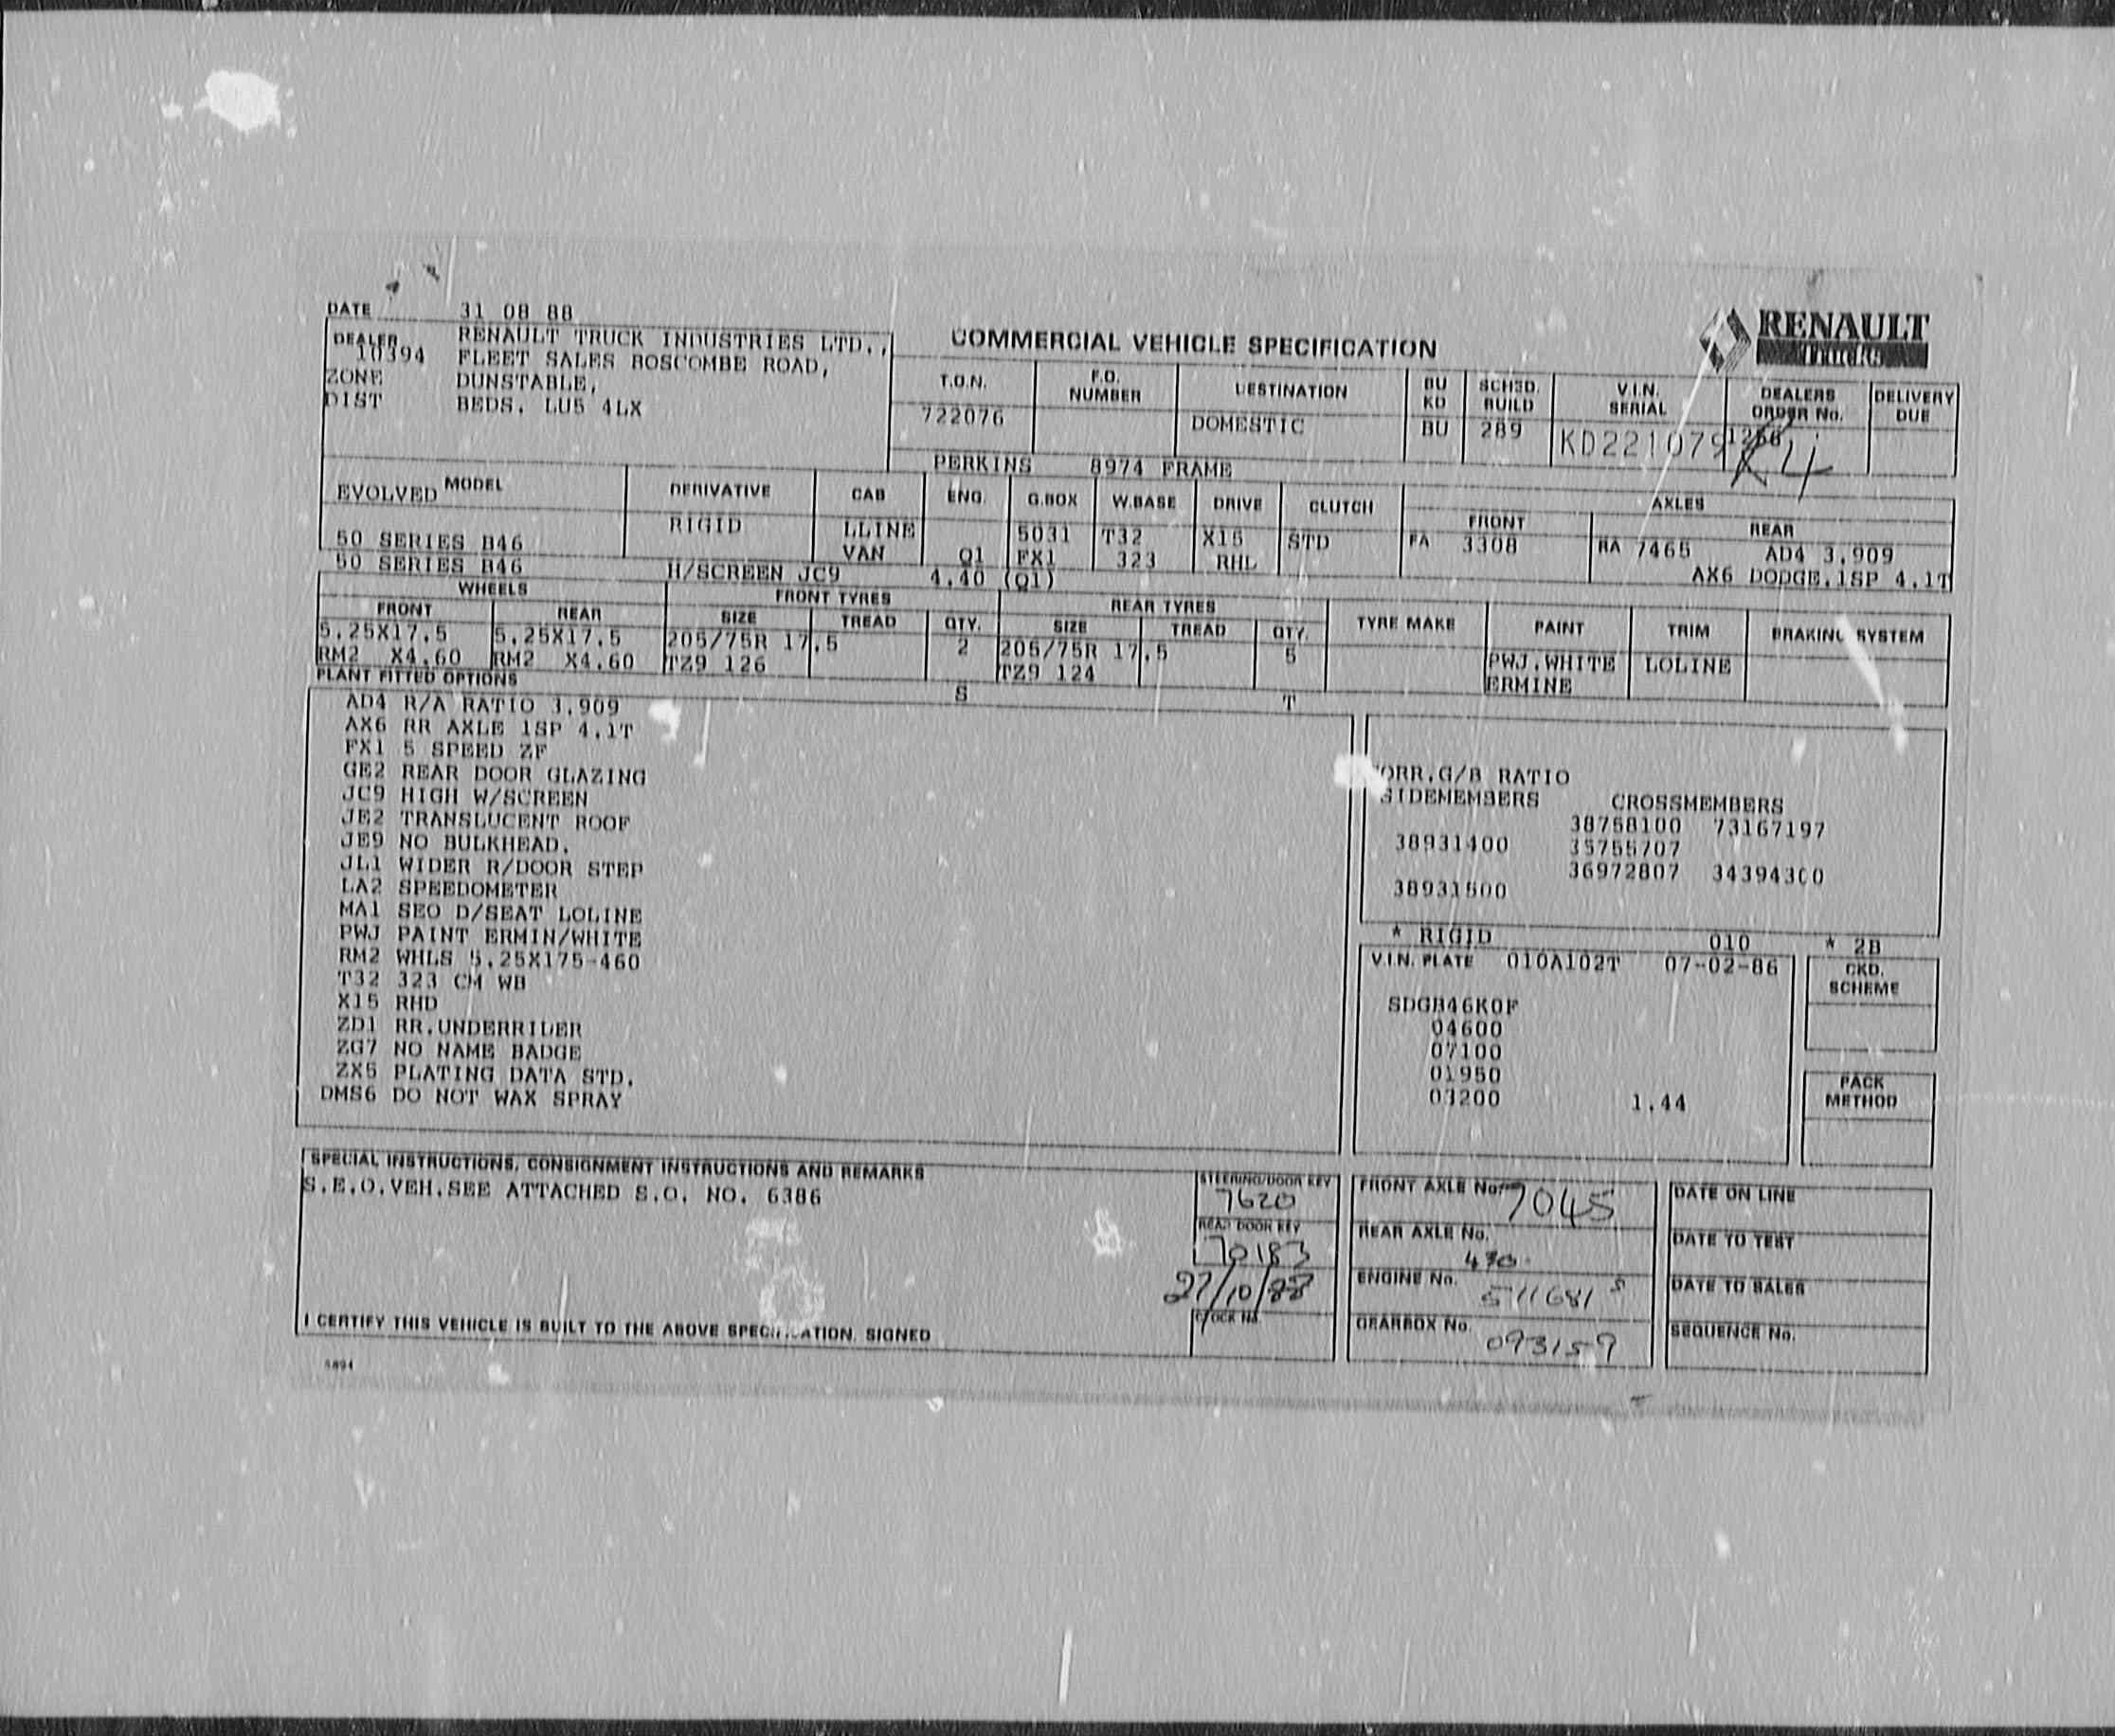 DATE 31 08 88
RENAULT
Trucks
DEALER RENAULT TRUCK INDUSTRIES LTD.,
10394 FLEET SALES BOSCOMBE ROAD,
ZONE DUNSTABLE,
DIST BEDS. LU5 4LX
COMMERCIAL VEHICLE SPECIFICATION
T.O.N. F.O. NUMBER DESTINATION BU KD SCHED. BUILD V.I.N. SERIAL DEALERS ORDER No. DELIVERY DUE
722076 DOMESTIC BU 289 KD221079
PERKINS 8974 FRAME
EVOLVED MODEL DERIVATIVE CAB ENG. G.BOX W.BASE DRIVE CLUTCH AXLES
FRONT REAR
50 SERIES B46 RIGID LLINE 5031 T32 X15 STD FA 3308 RA 7465 AD4 3.909
50 SERIES B46 VAN Q1 FX1 323 RHL AX6 DODGE.1SP 4.1T
H/SCREEN JC9 4.40 (Q1)
WHEELS FRONT TYRES REAR TYRES
FRONT REAR SIZE TREAD QTY. SIZE TREAD QTY. TYRE MAKE PAINT TRIM BRAKING SYSTEM
5.25X17.5 5.25X17.5 205/75R 17.5 2 205/75R 17.5 5 PWJ.WHITE LOLINE
RM2 X4.60 RM2 X4.60 TZ9 126 TZ9 124 ERMINE
PLANT FITTED OPTIONS S T
AD4 R/A RATIO 3.909
AX6 RR AXLE 1SP 4.1T
FX1 5 SPEED ZF
GE2 REAR DOOR GLAZING
JC9 HIGH W/SCREEN
JE2 TRANSLUCENT ROOF
JE9 NO BULKHEAD.
JL1 WIDER R/DOOR STEP
LA2 SPEEDOMETER
MA1 SEO D/SEAT LOLINE
PWJ PAINT ERMIN/WHITE
RM2 WHLS 5.25X175-460
T32 323 CM WB
X15 RHD
ZD1 RR.UNDERRIDER
ZG7 NO NAME BADGE
ZX5 PLATING DATA STD.
DMS6 DO NOT WAX SPRAY
ORR.G/B RATIO
SIDEMEMBERS CROSSMEMBERS
38758100 73167197
38931400 35755707
36972807 34394300
38931500
* RIGID 010 * 2B
V.I.N. PLATE 010A102T 07-02-86
CKD. SCHEME
SDGB46K0F
04600
07100
01950
03200 1.44
PACK METHOD
SPECIAL INSTRUCTIONS, CONSIGNMENT INSTRUCTIONS AND REMARKS
S.E.O.VEH.SEE ATTACHED S.O. NO. 6386
STEERING/DOOR KEY
7620
REAR DOOR KEY
70183
27/10/88
CLOCK No.
FRONT AXLE No. 7045
REAR AXLE No.
430
ENGINE No. 511681 S
GEARBOX No. 093159
DATE ON LINE
DATE TO TEST
DATE TO SALES
SEQUENCE No.
I CERTIFY THIS VEHICLE IS BUILT TO THE ABOVE SPECIFICATION. SIGNED